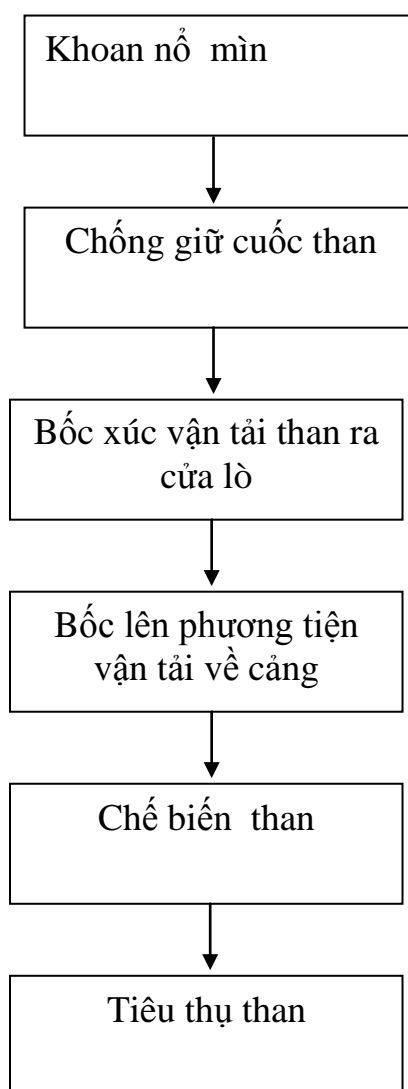 Khoan nổ mìn
Chống giữ cuốc than
Bốc xúc vận tải than ra
cửa lò
Bốc lên phương tiện
vận tải về cảng
Chế biến than
Tiêu thụ than